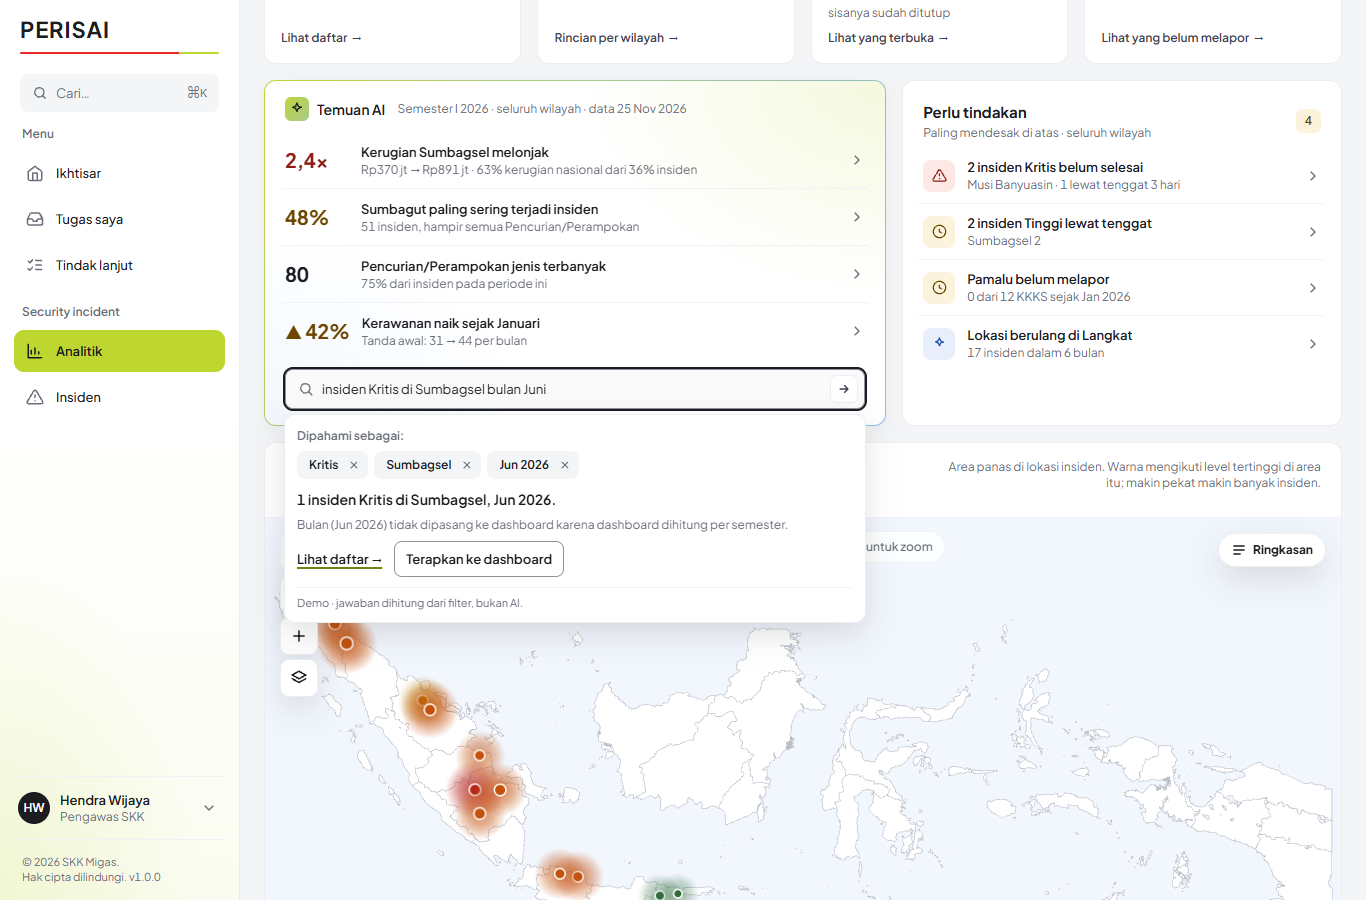 PERISAI
Cari...
⌘K
Menu
Ikhtisar
Tugas saya
Tindak lanjut
Security incident
Analitik
Insiden
HW
Hendra Wijaya
Pengawas SKK
© 2026 SKK Migas.
Hak cipta dilindungi. v1.0.0
Lihat daftar →
Rincian per wilayah →
sisanya sudah ditutup
Lihat yang terbuka →
Lihat yang belum melapor →
Temuan AI
Semester I 2026 · seluruh wilayah · data 25 Nov 2026
2,4×
Kerugian Sumbagsel melonjak
Rp370 jt → Rp891 jt · 63% kerugian nasional dari 36% insiden
48%
Sumbagut paling sering terjadi insiden
51 insiden, hampir semua Pencurian/Perampokan
80
Pencurian/Perampokan jenis terbanyak
75% dari insiden pada periode ini
▲42%
Kerawanan naik sejak Januari
Tanda awal: 31 → 44 per bulan
insiden Kritis di Sumbagsel bulan Juni
→
Dipahami sebagai:
Kritis ×
Sumbagsel ×
Jun 2026 ×
1 insiden Kritis di Sumbagsel, Jun 2026.
Bulan (Jun 2026) tidak dipasang ke dashboard karena dashboard dihitung per semester.
Lihat daftar →
Terapkan ke dashboard
Demo · jawaban dihitung dari filter, bukan AI.
Perlu tindakan
4
Paling mendesak di atas · seluruh wilayah
2 insiden Kritis belum selesai
Musi Banyuasin · 1 lewat tenggat 3 hari
2 insiden Tinggi lewat tenggat
Sumbagsel 2
Pamalu belum melapor
0 dari 12 KKKS sejak Jan 2026
Lokasi berulang di Langkat
17 insiden dalam 6 bulan
Area panas di lokasi insiden. Warna mengikuti level tertinggi di area
itu; makin pekat makin banyak insiden.
untuk zoom
Ringkasan
+